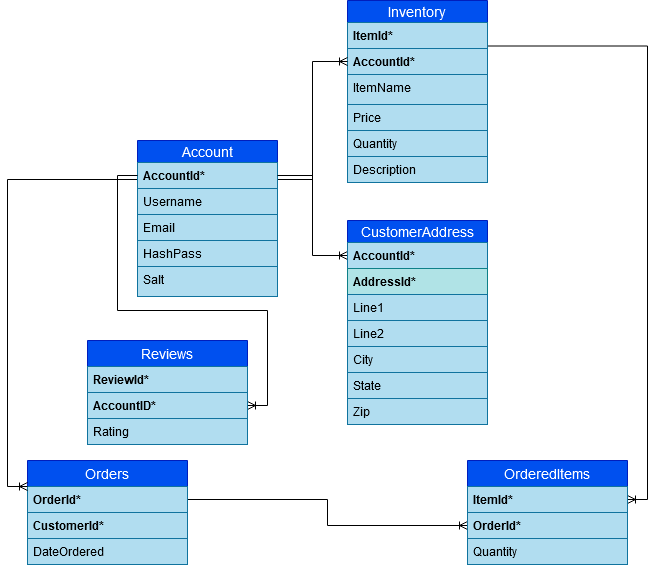 Inventory
ItemId*
AccountId*
ItemName
Price
Quantity
Description
Account
AccountId*
Username
Email
HashPass
Salt
CustomerAddress
AccountId*
AddressId*
Line1
Line2
City
State
Zip
Reviews
ReviewId*
AccountID*
Rating
Orders
OrderId*
CustomerId*
DateOrdered
OrderedItems
ItemId*
OrderId*
Quantity